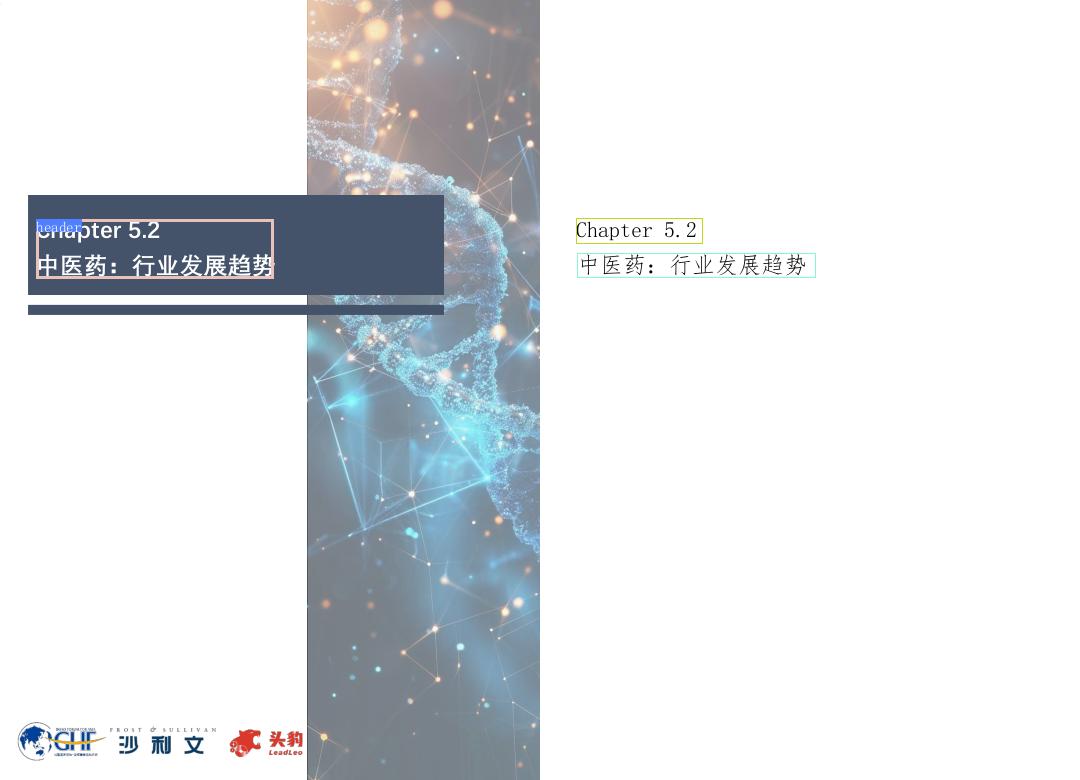 header
Chapter 5.2
中医药：行业发展趋势
Chapter 5.2
中医药：行业发展趋势
GHF
FROST & SULLIVAN
沙利文
头豹
LeadLeo